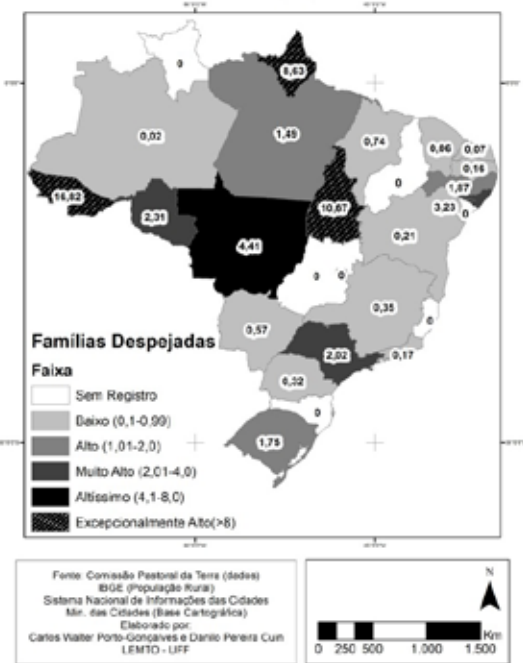 0
8,63
0,02
1,49
0,74
0,06
0,07
0,16
0
1,87
16,82
2,31
10,67
3,23
0
4,41
0,21
0
0
0,35
0,57
0
2,02
0,17
0,32
0
1,75
Famílias Despejadas
Faixa
Sem Registro
Baixo (0,1-0,99)
Alto (1,01-2,0)
Muito Alto (2,01-4,0)
Altíssimo (4,1-8,0)
Excepcionalmente Alto(>8)
Fonte: Comissão Pastoral da Terra (dados)
IBGE (População Rural)
Sistema Nacional de Informações das Cidades
Min. das Cidades (Base Cartográfica)
Elaborado por:
Carlos Walter Porto-Gonçalves e Danilo Pereira Cuin
LEMTO - UFF
N
Km
0 250 500 1.000 1.500